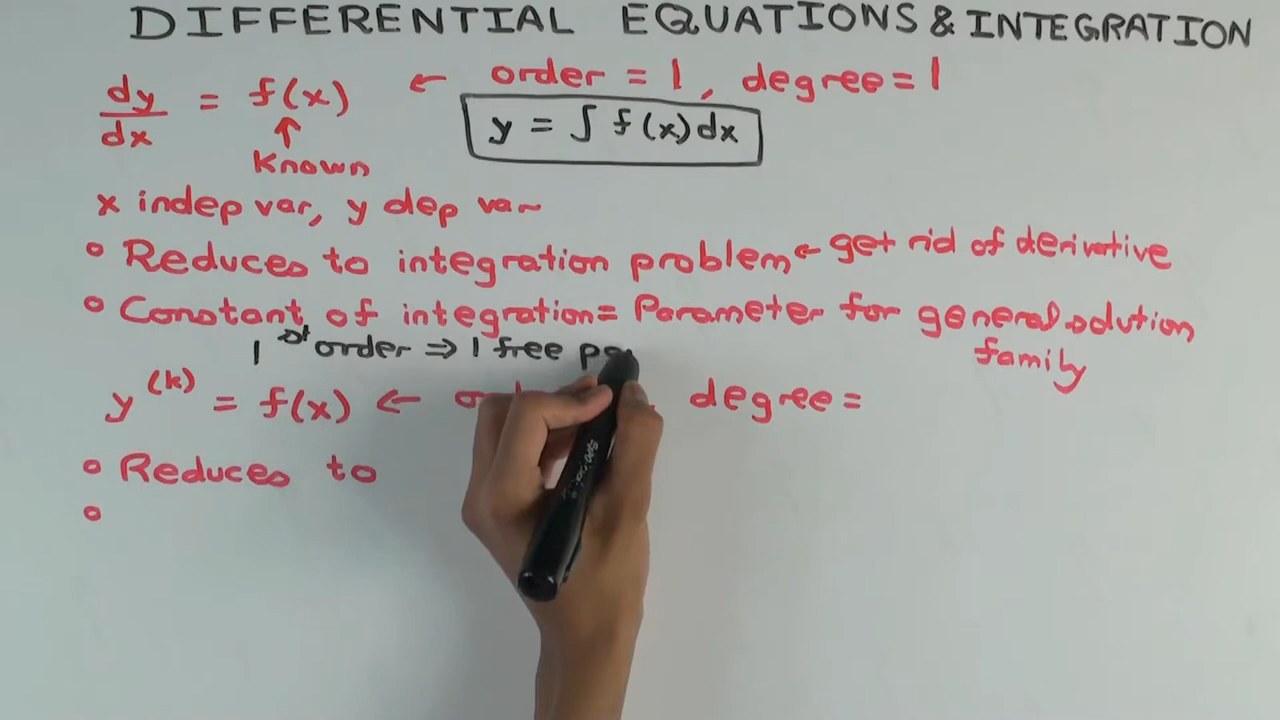 DIFFERENTIAL EQUATIONS & INTEGRATION
dy/dx = f(x) ← order = 1, degree = 1
↑
Known
y = ∫ f(x) dx
x indep var, y dep var
° Reduces to integration problem ← get rid of derivative
° Constant of integration = Parameter for general solution family
1st order ⇒ 1 free
y^(k) = f(x) ← degree =
° Reduces to
°